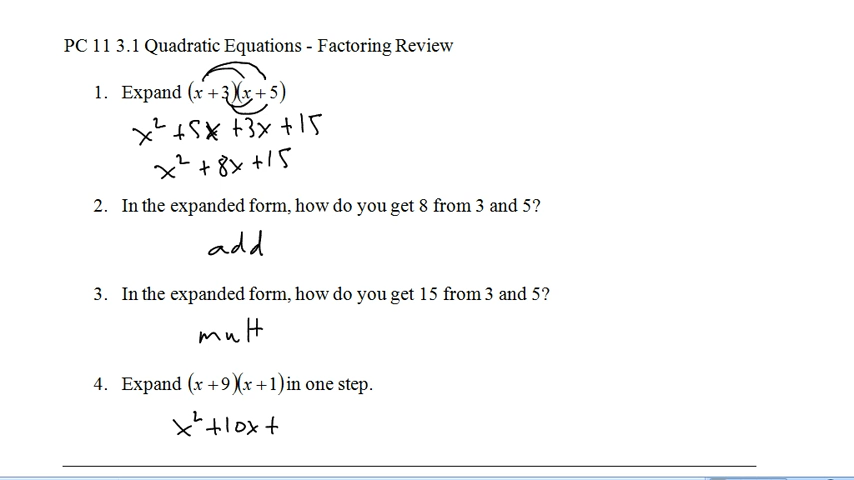 PC 11 3.1 Quadratic Equations - Factoring Review
1. Expand (x + 3)(x + 5)
x² + 5x + 3x + 15
x² + 8x + 15
2. In the expanded form, how do you get 8 from 3 and 5?
add
3. In the expanded form, how do you get 15 from 3 and 5?
mult
4. Expand (x + 9)(x + 1) in one step.
x² + 10x +